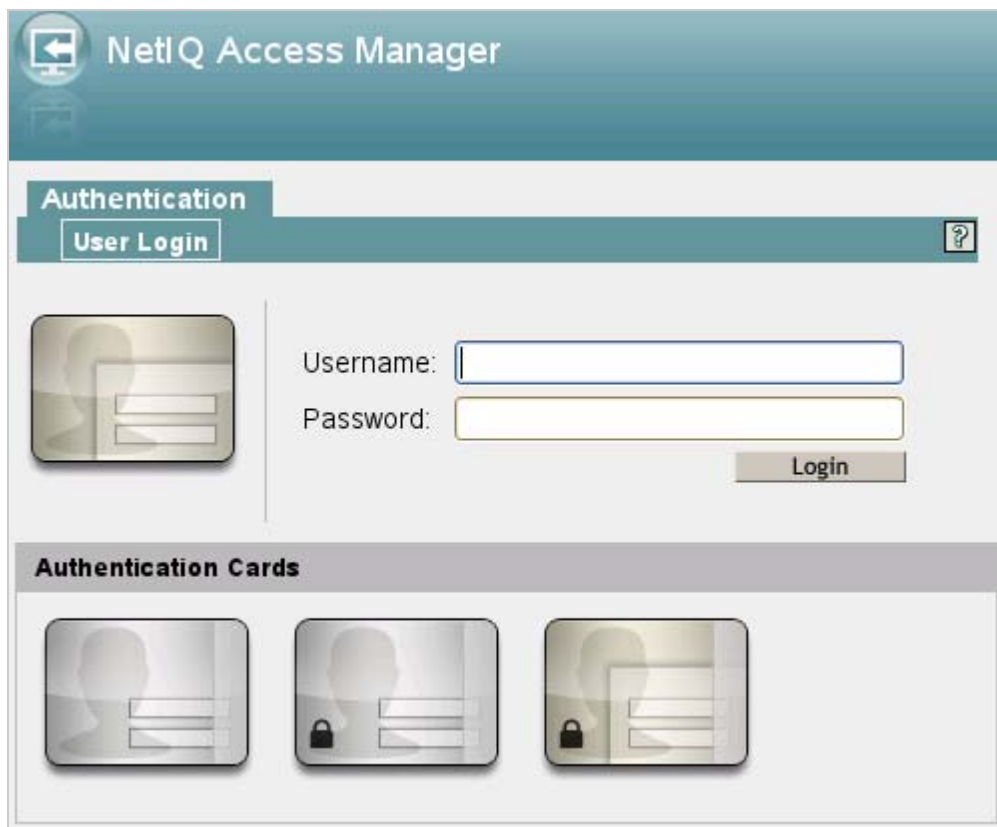 NetIQ Access Manager
Authentication
User Login
?
Username:
Password:
Login
Authentication Cards